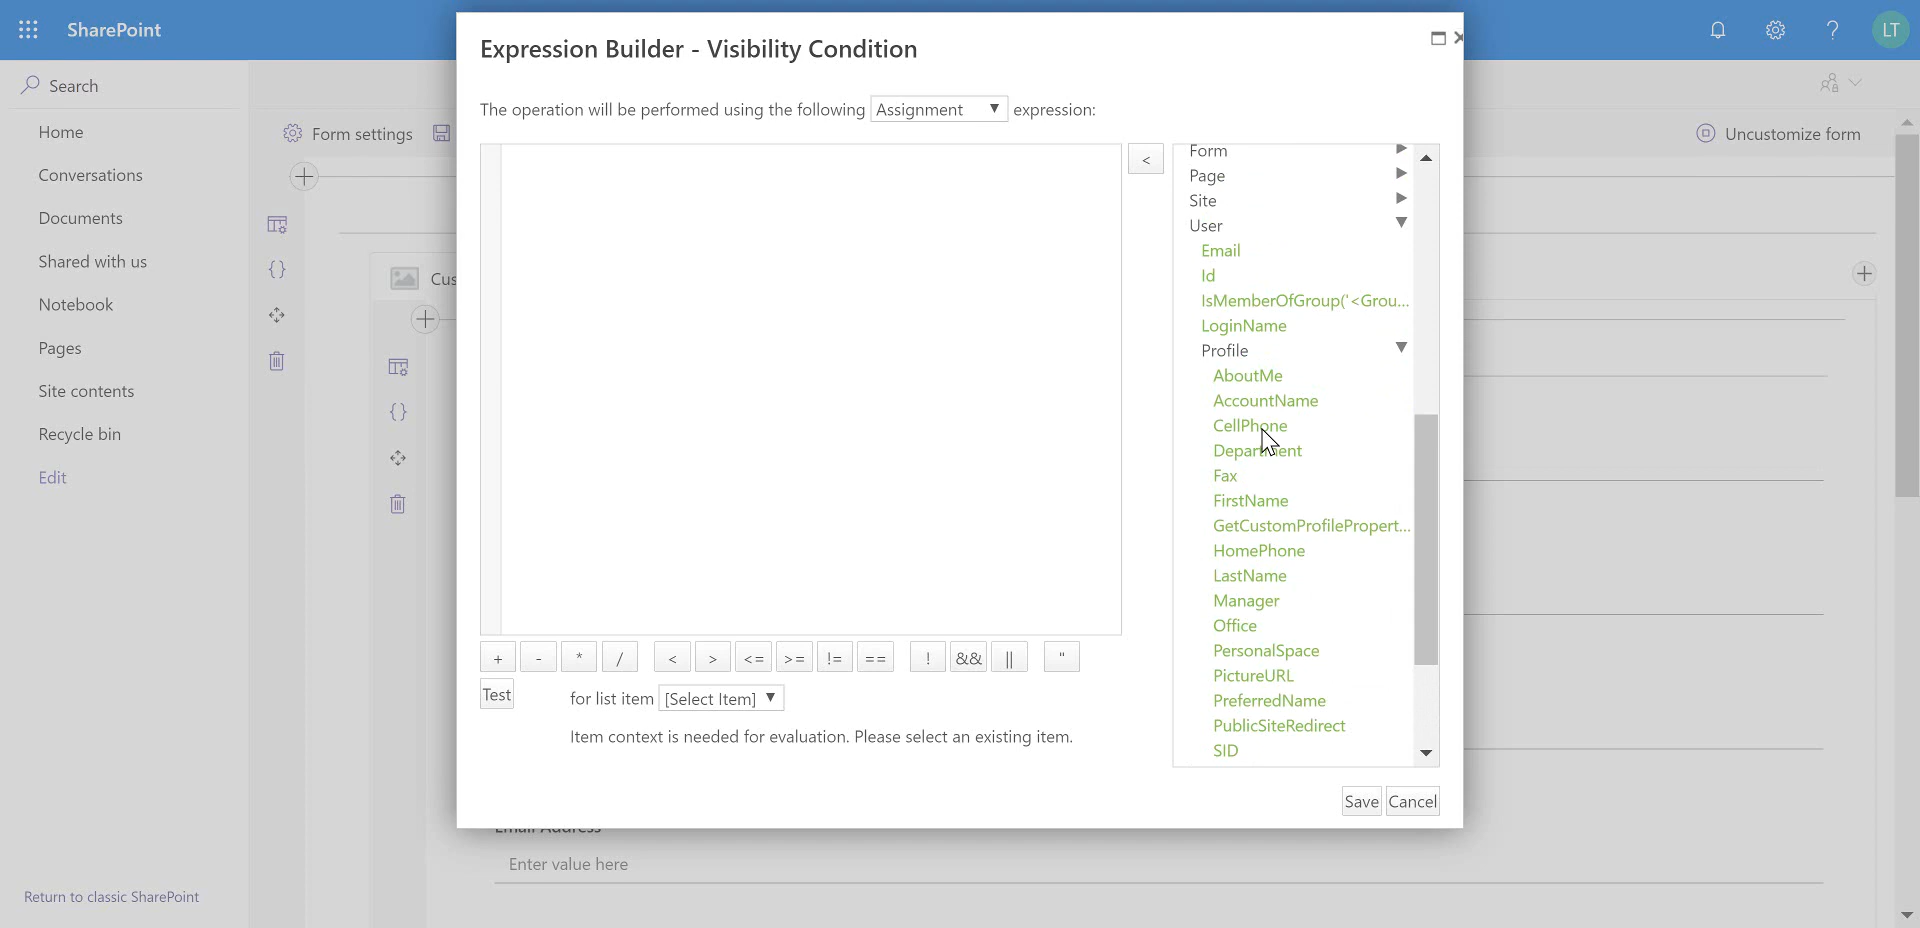 SharePoint
LT
Search
Home
Conversations
Documents
Shared with us
Notebook
Pages
Site contents
Recycle bin
Edit
Return to classic SharePoint
Form settings
Uncustomize form
Cus
Expression Builder - Visibility Condition
The operation will be performed using the following Assignment expression:
<
Form
Page
Site
User
Email
Id
IsMemberOfGroup('<Grou...
LoginName
Profile
AboutMe
AccountName
CellPhone
Department
Fax
FirstName
GetCustomProfilePropert...
HomePhone
LastName
Manager
Office
PersonalSpace
PictureURL
PreferredName
PublicSiteRedirect
SID
+ - * / < > <= >= != == ! && || "
Test for list item [Select Item]
Item context is needed for evaluation. Please select an existing item.
Save Cancel
Email Address
Enter value here